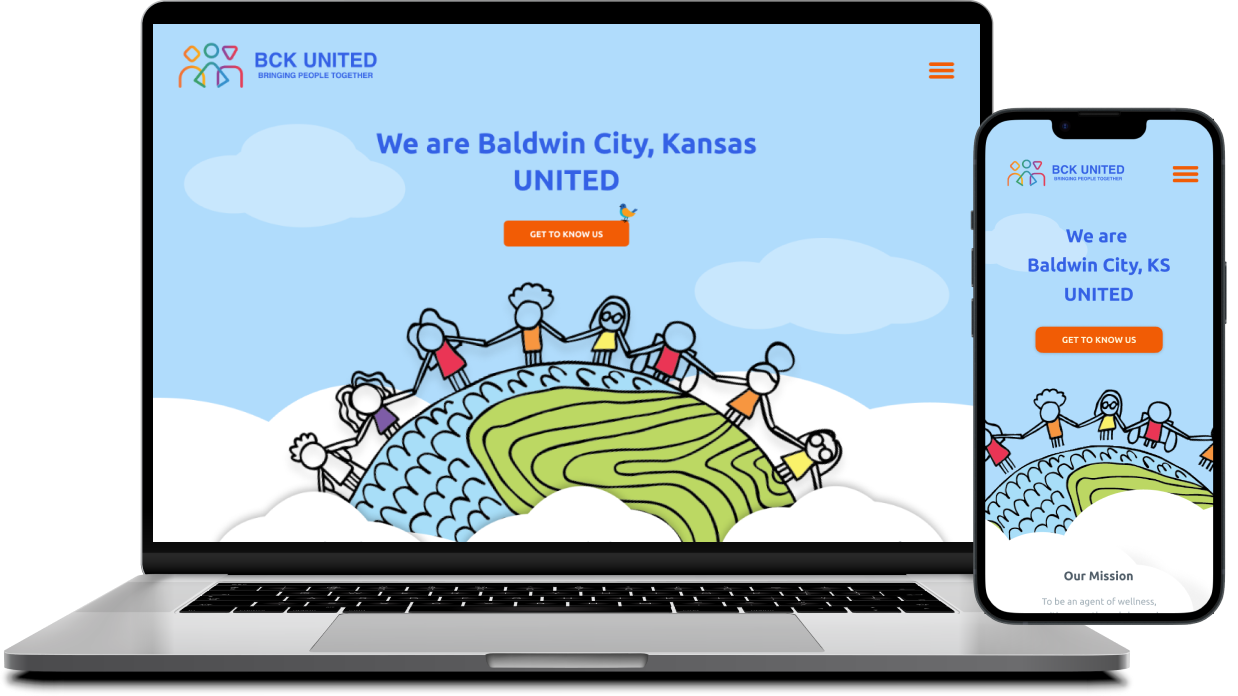 BCK UNITED
BRINGING PEOPLE TOGETHER
We are Baldwin City, Kansas
UNITED
GET TO KNOW US
BCK UNITED
BRINGING PEOPLE TOGETHER
We are
Baldwin City, KS
UNITED
GET TO KNOW US
Our Mission
To be an agent of wellness,